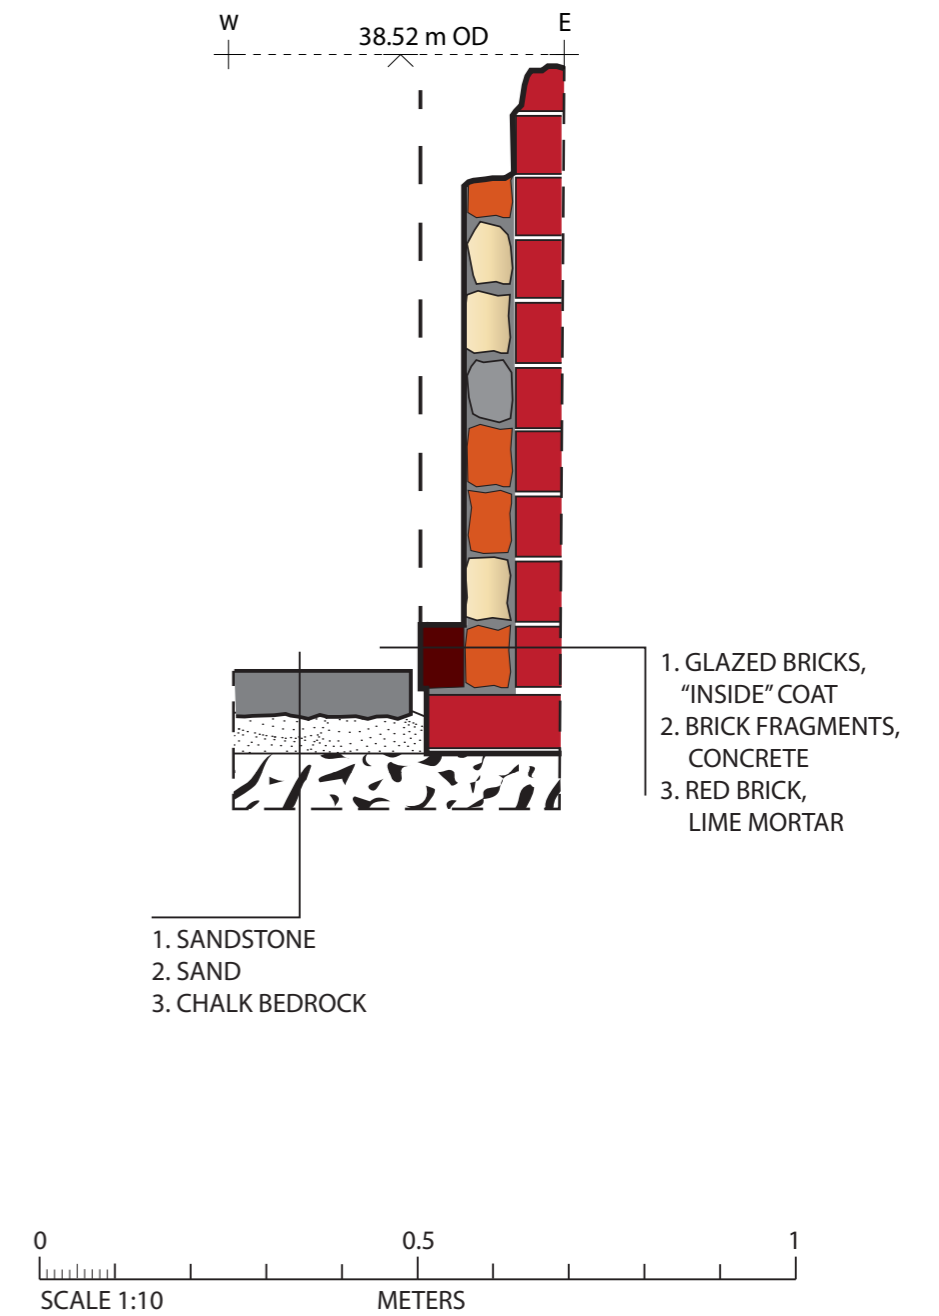 W
E
38.52 m OD
1. GLAZED BRICKS,
“INSIDE” COAT
2. BRICK FRAGMENTS,
CONCRETE
3. RED BRICK,
LIME MORTAR
1. SANDSTONE
2. SAND
3. CHALK BEDROCK
0 0.5 1
SCALE 1:10 METERS